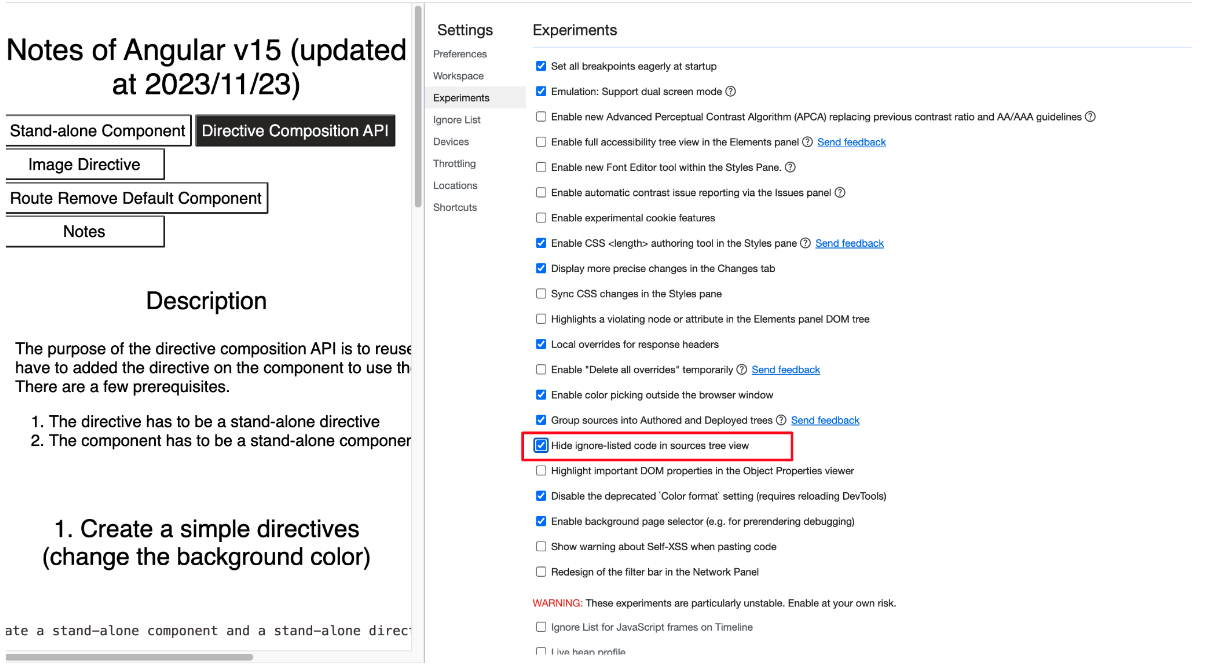 Notes of Angular v15 (updated
at 2023/11/23)
Stand-alone Component
Directive Composition API
Image Directive
Route Remove Default Component
Notes
Description
The purpose of the directive composition API is to reuse
have to added the directive on the component to use th
There are a few prerequisites.
1. The directive has to be a stand-alone directive
2. The component has to be a stand-alone componen
1. Create a simple directives
(change the background color)
ate a stand-alone component and a stand-alone direct
Settings
Preferences
Workspace
Experiments
Ignore List
Devices
Throttling
Locations
Shortcuts
Experiments
Set all breakpoints eagerly at startup
Emulation: Support dual screen mode ?
Enable new Advanced Perceptual Contrast Algorithm (APCA) replacing previous contrast ratio and AA/AAA guidelines ?
Enable full accessibility tree view in the Elements panel ? Send feedback
Enable new Font Editor tool within the Styles Pane. ?
Enable automatic contrast issue reporting via the Issues panel ?
Enable experimental cookie features
Enable CSS <length> authoring tool in the Styles pane ? Send feedback
Display more precise changes in the Changes tab
Sync CSS changes in the Styles pane
Highlights a violating node or attribute in the Elements panel DOM tree
Local overrides for response headers
Enable "Delete all overrides" temporarily ? Send feedback
Enable color picking outside the browser window
Group sources into Authored and Deployed trees ? Send feedback
Hide ignore-listed code in sources tree view
Highlight important DOM properties in the Object Properties viewer
Disable the deprecated `Color format` setting (requires reloading DevTools)
Enable background page selector (e.g. for prerendering debugging)
Show warning about Self-XSS when pasting code
Redesign of the filter bar in the Network Panel
WARNING: These experiments are particularly unstable. Enable at your own risk.
Ignore List for JavaScript frames on Timeline
Live heap profile